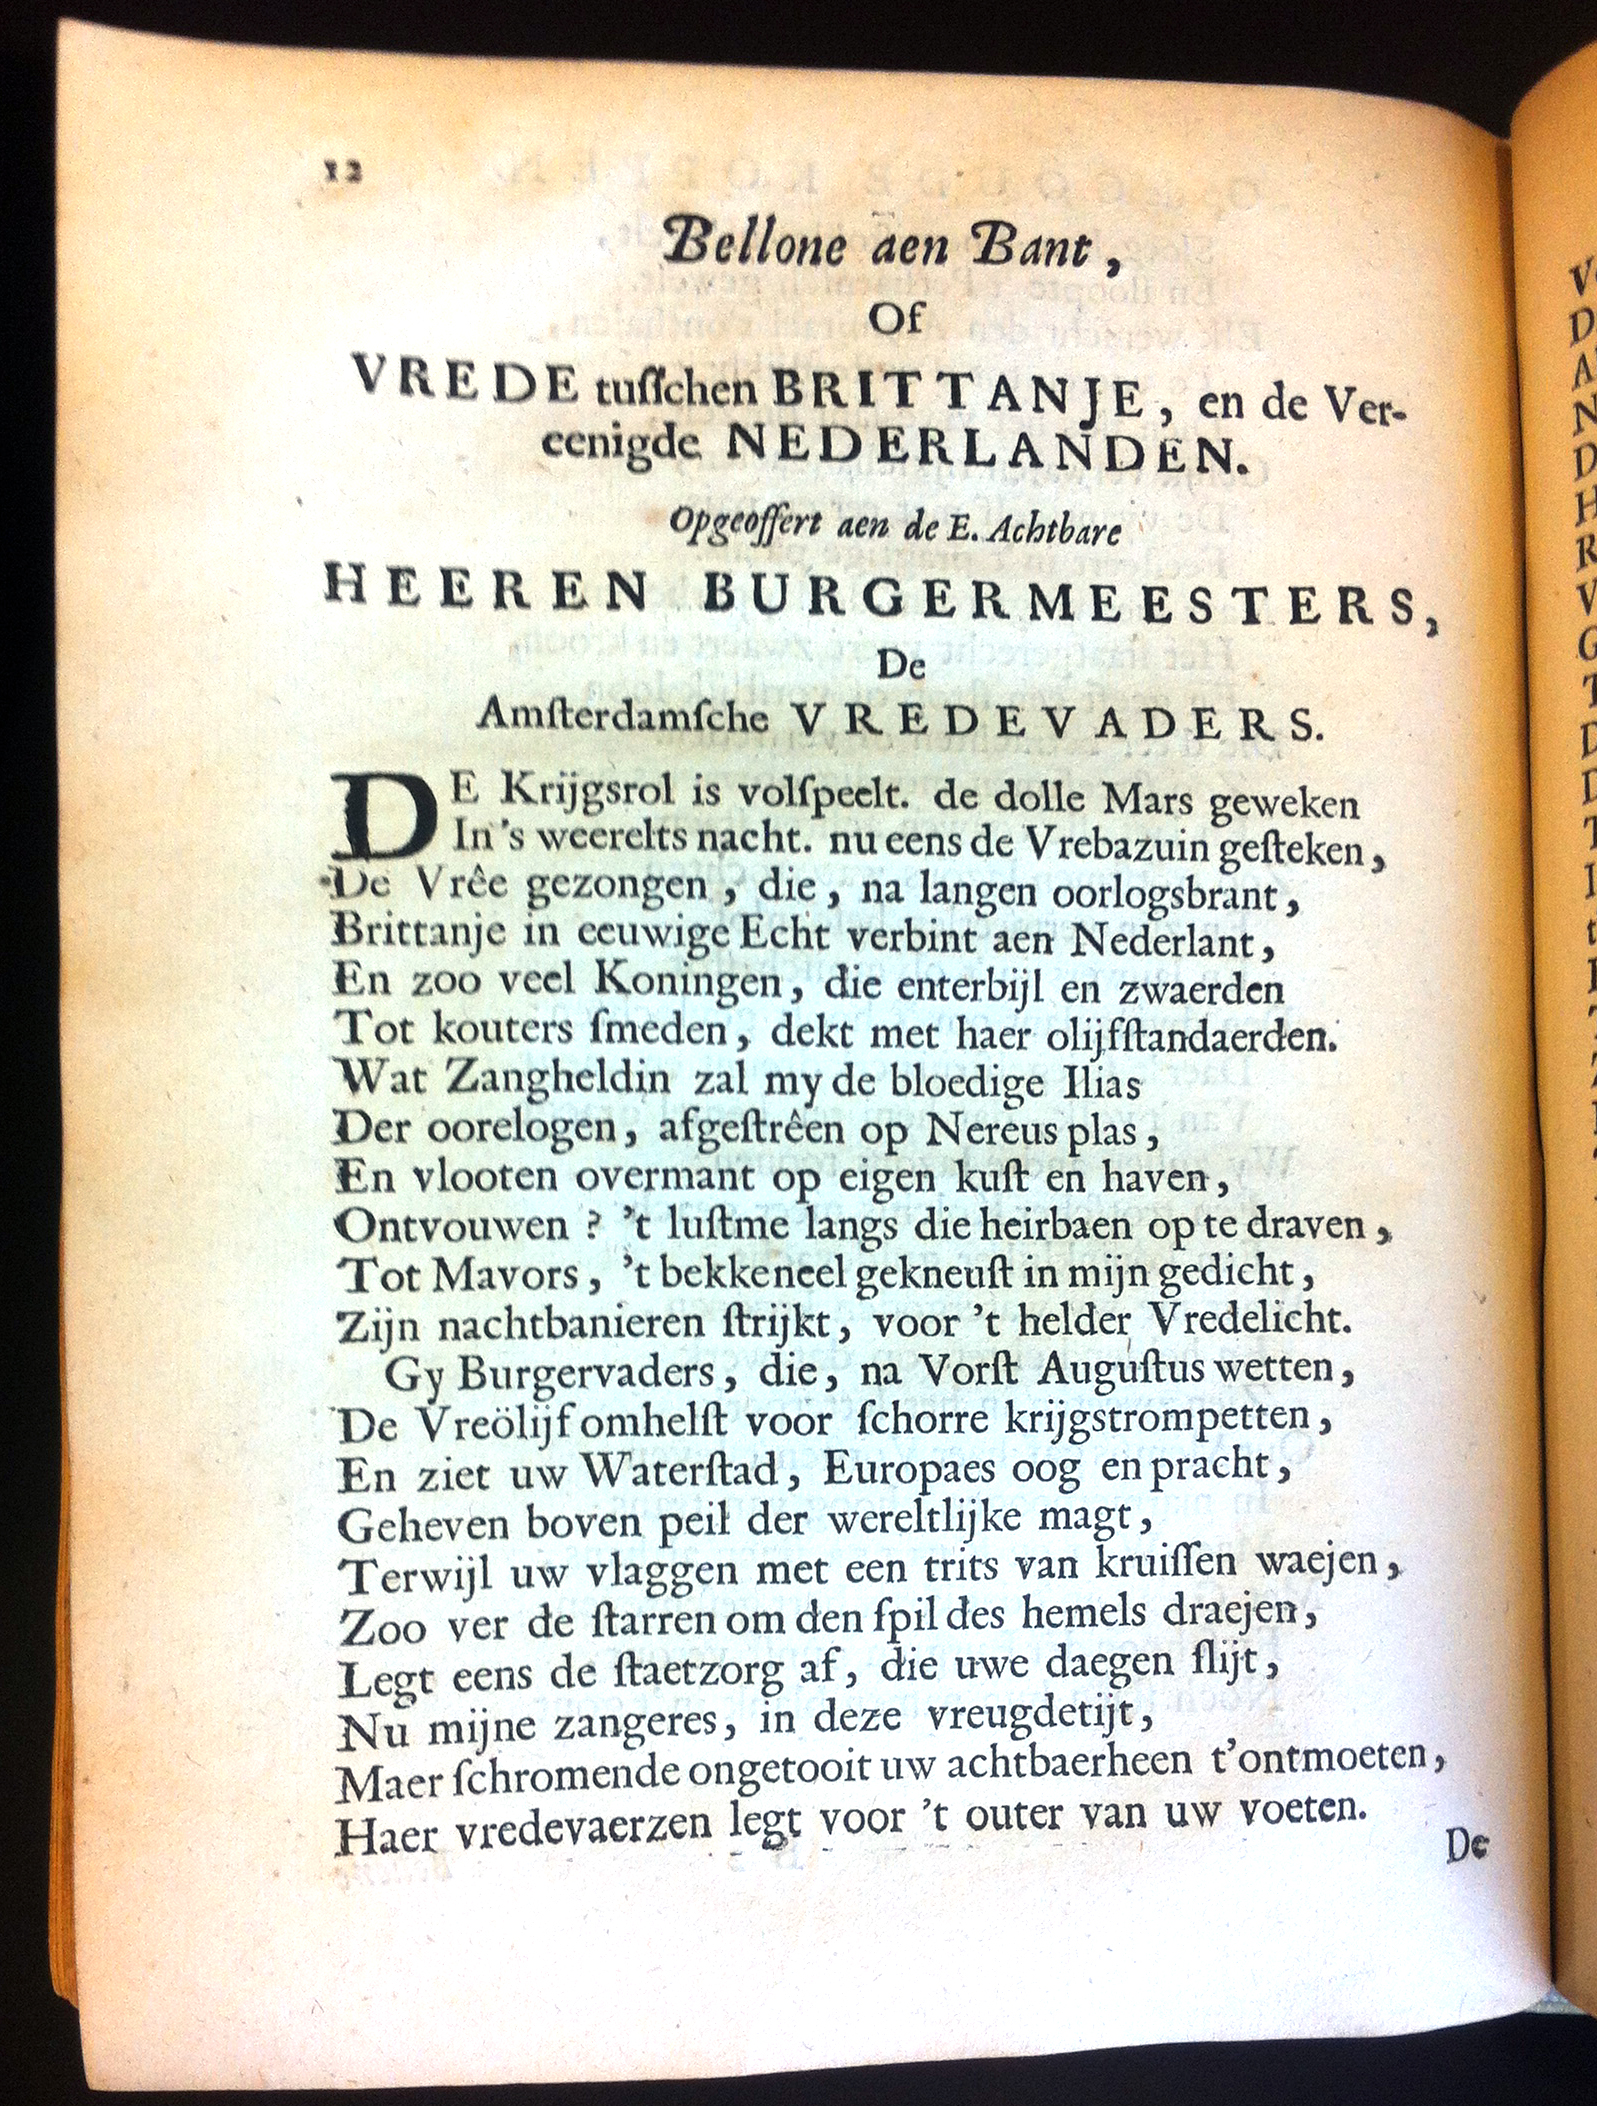 12
Bellone aen Bant,
Of
VREDE tuſſchen BRITTANJE, en de Ver-
eenigde NEDERLANDEN.
Opgeoffert aen de E. Achtbare
HEEREN BURGERMEESTERS,
De
Amſterdamſche VREDEVADERS.
DE Krijgsrol is volſpeelt. de dolle Mars geweken
In 's weerelts nacht. nu eens de Vrebazuin geſteken,
De Vrêe gezongen, die, na langen oorlogsbrant,
Brittanje in eeuwige Echt verbint aen Nederlant,
En zoo veel Koningen, die enterbijl en zwaerden
Tot kouters ſmeden, dekt met haer olijfſtandaerden.
Wat Zangheldin zal my de bloedige Ilias
Der oorelogen, afgeſtrêen op Nereus plas,
En vlooten overmant op eigen kuſt en haven,
Ontvouwen? 't luſtme langs die heirbaen op te draven,
Tot Mavors, 't bekkeneel gekneuſt in mijn gedicht,
Zijn nachtbanieren ſtrijkt, voor 't helder Vredelicht.
Gy Burgervaders, die, na Vorſt Auguſtus wetten,
De Vreölijf omhelſt voor ſchorre krijgstrompetten,
En ziet uw Waterſtad, Europaes oog en pracht,
Geheven boven peil der wereltlijke magt,
Terwijl uw vlaggen met een trits van kruiſſen waejen,
Zoo ver de ſtarren om den ſpil des hemels draejen,
Legt eens de ſtaetzorg af, die uwe daegen ſlijt,
Nu mijne zangeres, in deze vreugdetijt,
Maer ſchromende ongetooit uw achtbaerheen t'ontmoeten,
Haer vredevaerzen legt voor 't outer van uw voeten.
De